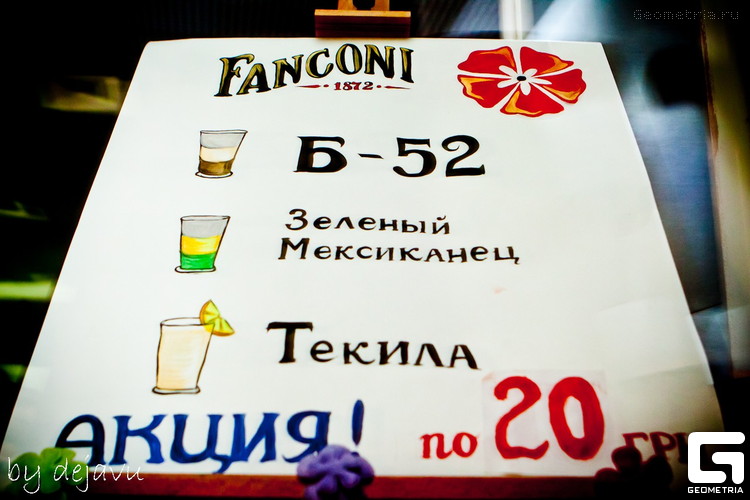 Geometria.ru
FANCONI
1872
Б-52
Зеленый
Мексиканец
Текила
АКЦИЯ! по 20
by dejavu
GEOMETRIA